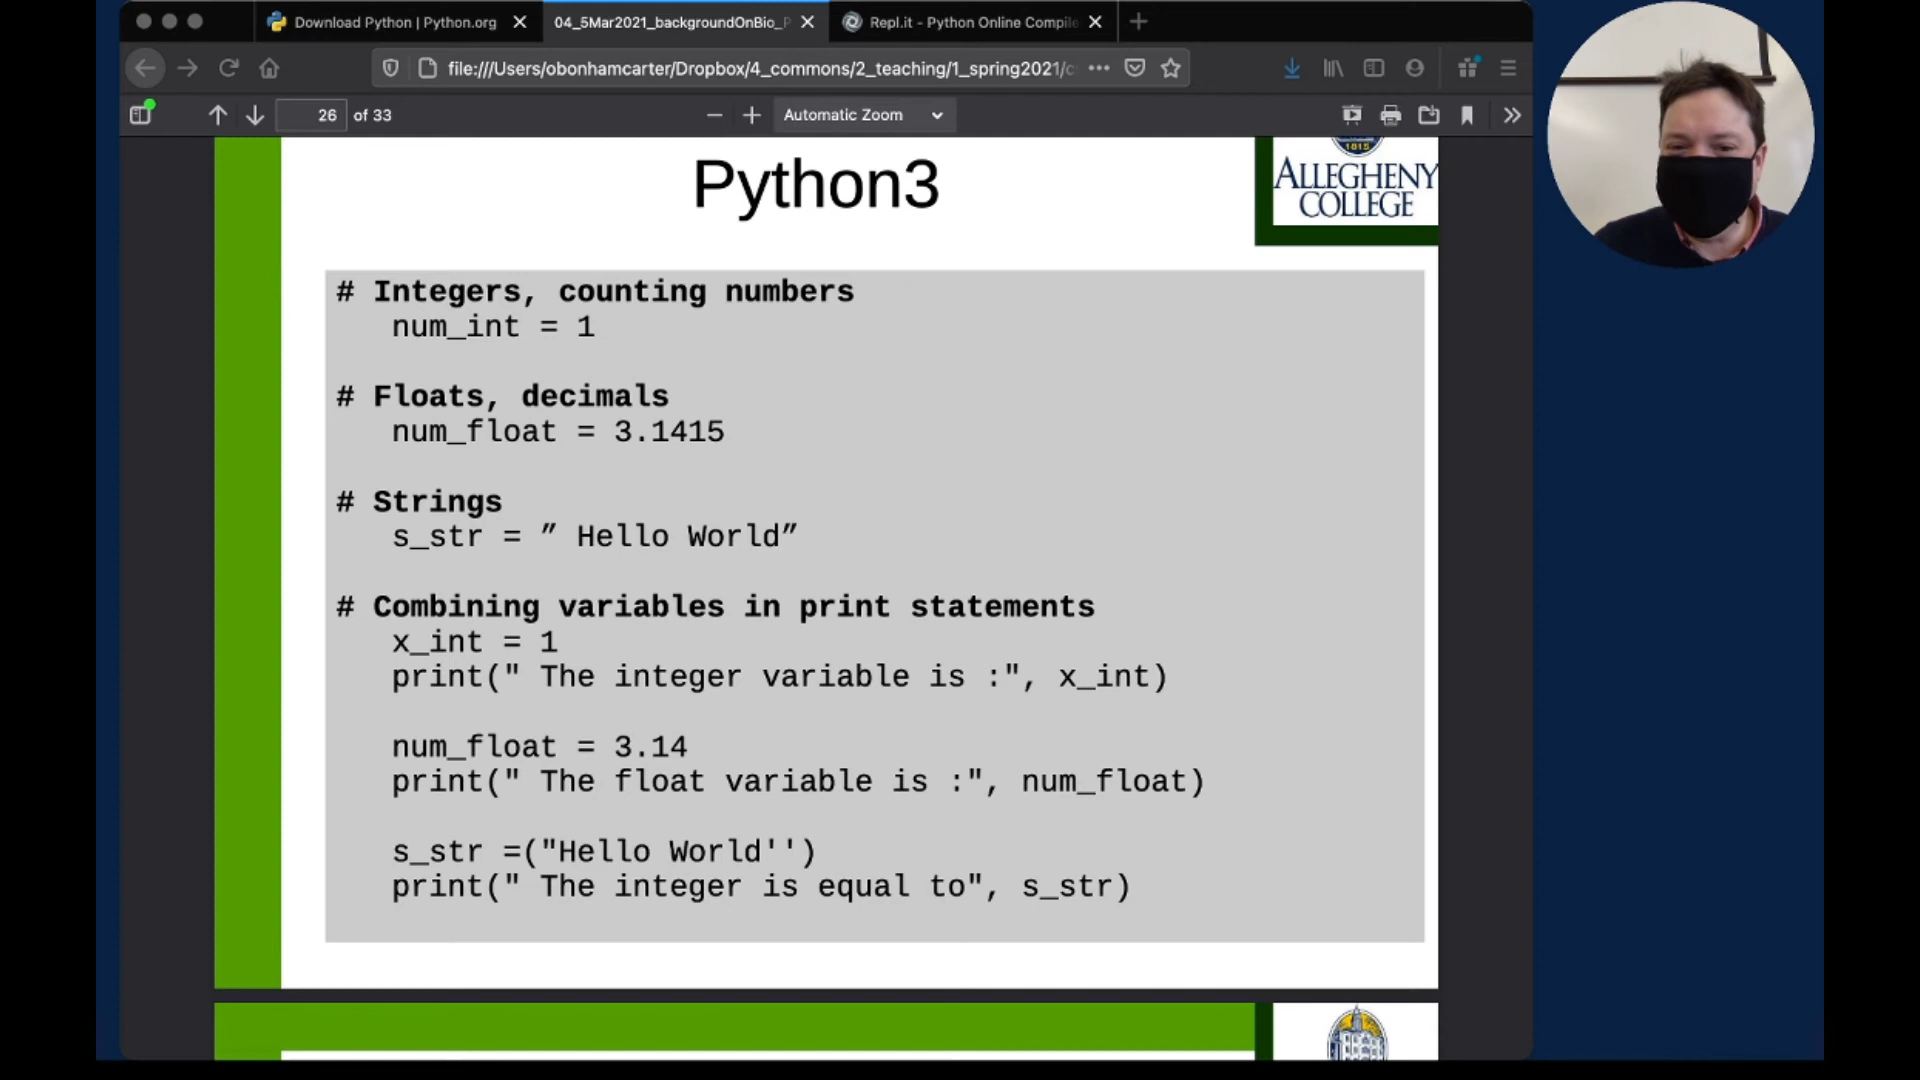 Download Python | Python.org
04_5Mar2021_backgroundOnBio_P
Repl.it - Python Online Compile
file:///Users/obonhamcarter/Dropbox/4_commons/2_teaching/1_spring2021/c
26 of 33
Automatic Zoom
Python3
1815
ALLEGHENY
COLLEGE
# Integers, counting numbers
num_int = 1
# Floats, decimals
num_float = 3.1415
# Strings
s_str = ” Hello World”
# Combining variables in print statements
x_int = 1
print(" The integer variable is :", x_int)
num_float = 3.14
print(" The float variable is :", num_float)
s_str =("Hello World'')
print(" The integer is equal to", s_str)